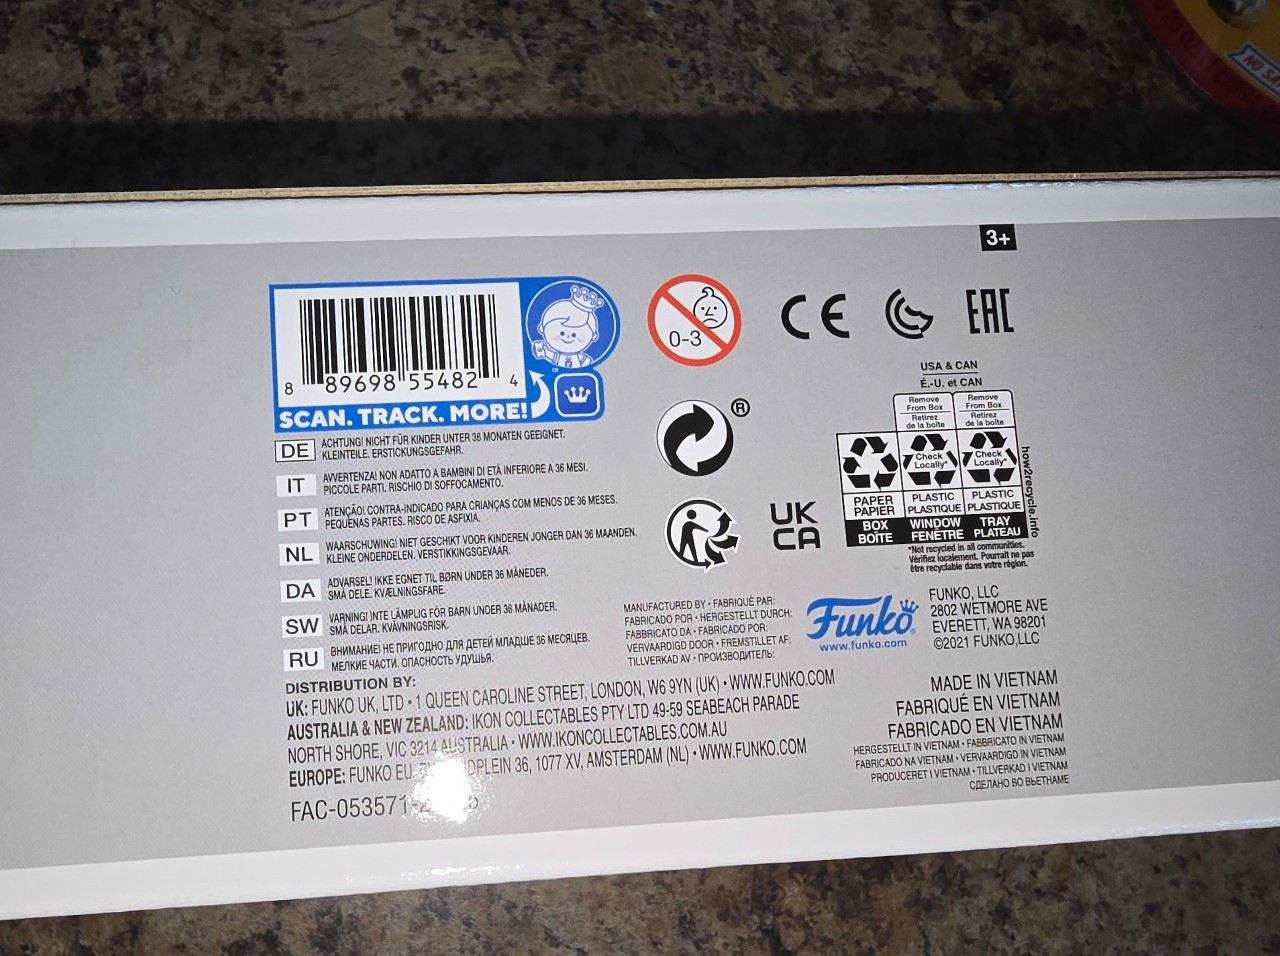 NO SA
3+
8 89698 55482 4
SCAN. TRACK. MORE!
0-3
CE
EAC
USA & CAN
É.-U. et CAN
Remove From Box
Retirez de la boîte
Remove From Box
Retirez de la boîte
Check Locally*
Check Locally*
PAPER
PAPIER
PLASTIC
PLASTIQUE
PLASTIC
PLASTIQUE
BOX
BOÎTE
WINDOW
FENÊTRE
TRAY
PLATEAU
how2recycle.info
*Not recycled in all communities.
Vérifiez localement. Pourrait ne pas
être recyclable dans votre région.
®
UK
CA
DE ACHTUNG! NICHT FÜR KINDER UNTER 36 MONATEN GEEIGNET.
KLEINTEILE. ERSTICKUNGSGEFAHR.
IT AVVERTENZA! NON ADATTO A BAMBINI DI ETÀ INFERIORE A 36 MESI.
PICCOLE PARTI. RISCHIO DI SOFFOCAMENTO.
PT ATENÇÃO! CONTRA-INDICADO PARA CRIANÇAS COM MENOS DE 36 MESES.
PEQUENAS PARTES. RISCO DE ASFIXIA.
NL WAARSCHUWING! NIET GESCHIKT VOOR KINDEREN JONGER DAN 36 MAANDEN.
KLEINE ONDERDELEN. VERSTIKKINGSGEVAAR.
DA ADVARSEL! IKKE EGNET TIL BØRN UNDER 36 MÅNEDER.
SMÅ DELE. KVÆLNINGSFARE.
SW VARNING! INTE LÄMPLIG FÖR BARN UNDER 36 MÅNADER.
SMÅ DELAR. KVÄVNINGSRISK.
RU ВНИМАНИЕ! НЕ ПРИГОДНО ДЛЯ ДЕТЕЙ МЛАДШЕ 36 МЕСЯЦЕВ.
МЕЛКИЕ ЧАСТИ. ОПАСНОСТЬ УДУШЬЯ.
MANUFACTURED BY • FABRIQUÉ PAR:
FABRICADO POR • HERGESTELLT DURCH:
FABBRICATO DA • FABRICADO POR:
VERVAARDIGD DOOR • FREMSTILLET AF:
TILLVERKAD AV • ПРОИЗВОДИТЕЛЬ:
Funko®
www.funko.com
FUNKO, LLC
2802 WETMORE AVE
EVERETT, WA 98201
©2021 FUNKO,LLC
DISTRIBUTION BY:
UK: FUNKO UK, LTD • 1 QUEEN CAROLINE STREET, LONDON, W6 9YN (UK) • WWW.FUNKO.COM
AUSTRALIA & NEW ZEALAND: IKON COLLECTABLES PTY LTD 49-59 SEABEACH PARADE
NORTH SHORE, VIC 3214 AUSTRALIA • WWW.IKONCOLLECTABLES.COM.AU
EUROPE: FUNKO EU, 36, 1077 XV, AMSTERDAM (NL) • WWW.FUNKO.COM
FAC-053571-
MADE IN VIETNAM
FABRIQUÉ EN VIETNAM
FABRICADO EN VIETNAM
HERGESTELLT IN VIETNAM • FABBRICATO IN VIETNAM
FABRICADO NA VIETNAM • VERVAARDIGD IN VIETNAM
PRODUCERET I VIETNAM • TILLVERKAD I VIETNAM
СДЕЛАНО ВО ВЬЕТНАМЕ